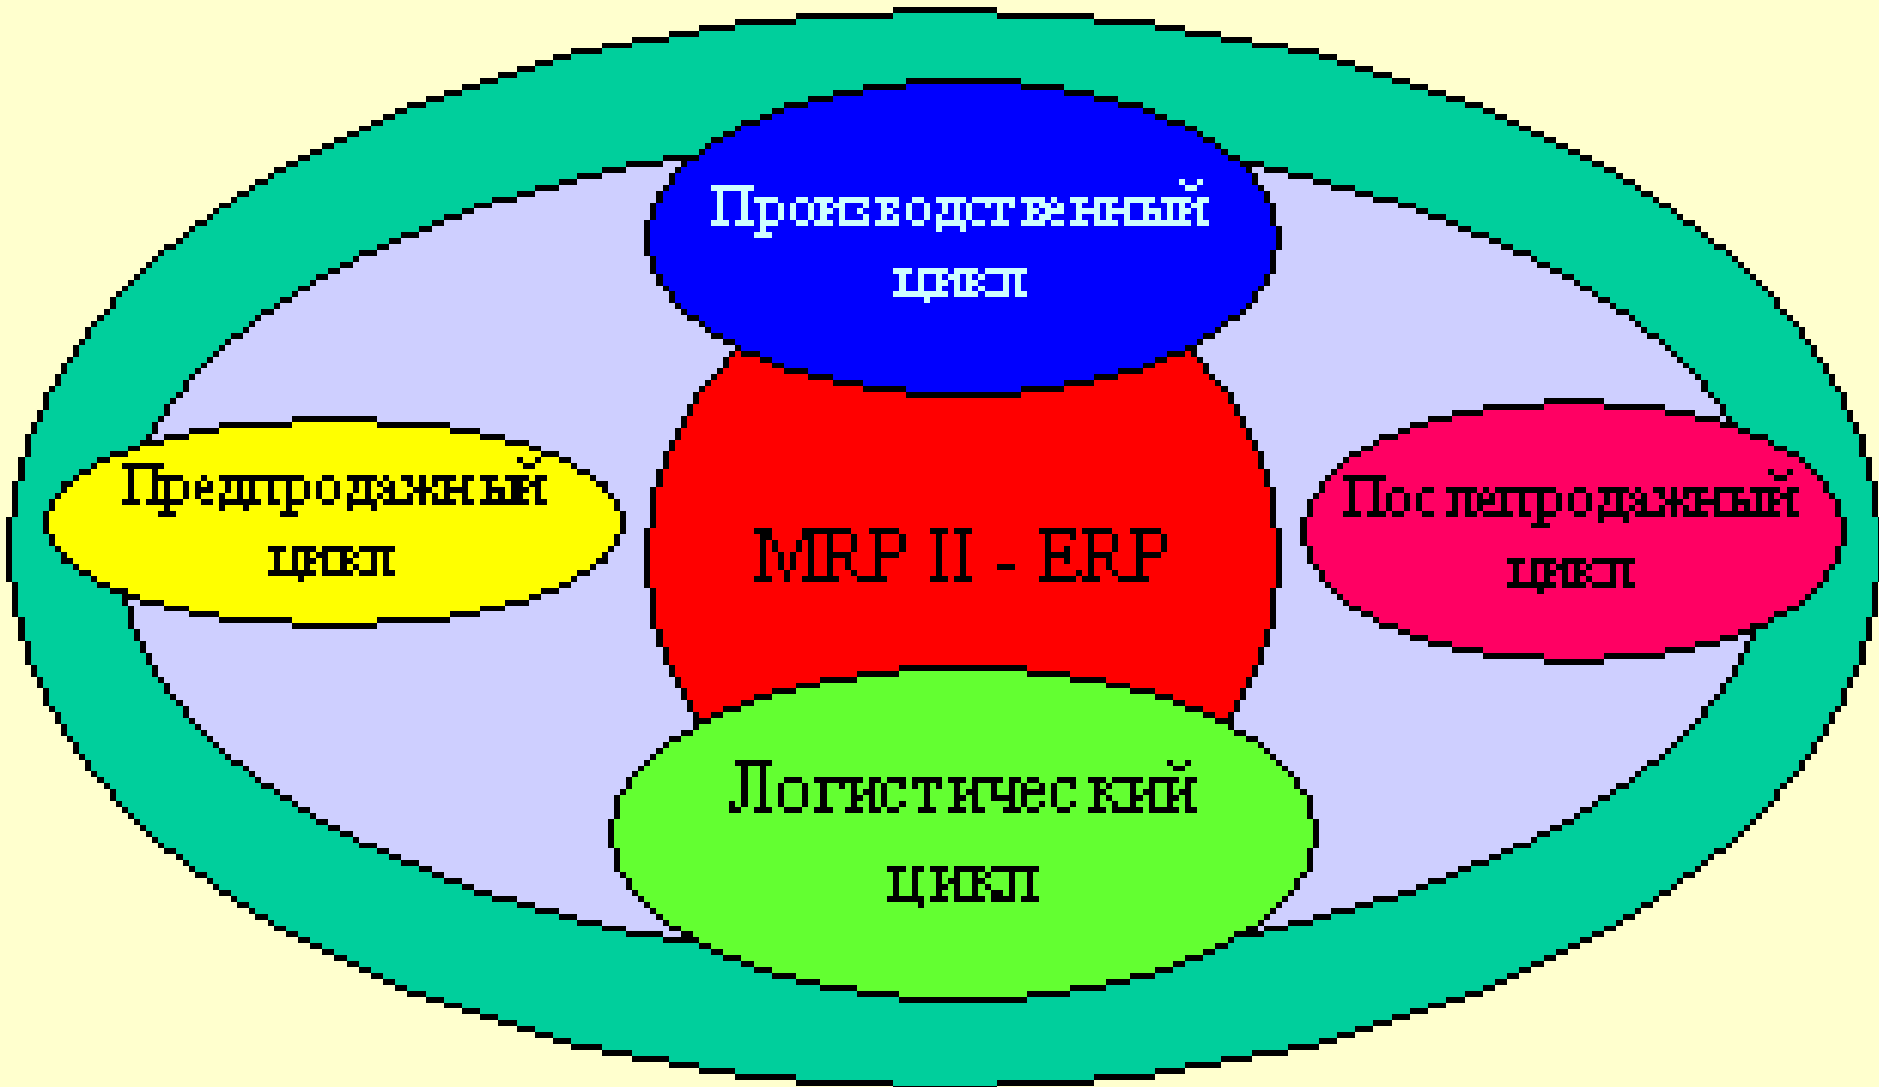 Производственный
цикл
Предпродажный
цикл
MRP II - ERP
Послепродажный
цикл
Логистический
цикл